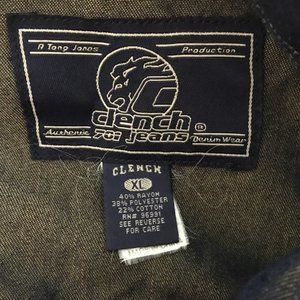 A Tony Jones Production
clench
Authentic 701 jeans Denim Wear
CLENCH
XL
40% RAYON
38% POLYESTER
22% COTTON
RN# 96991
SEE REVERSE
FOR CARE